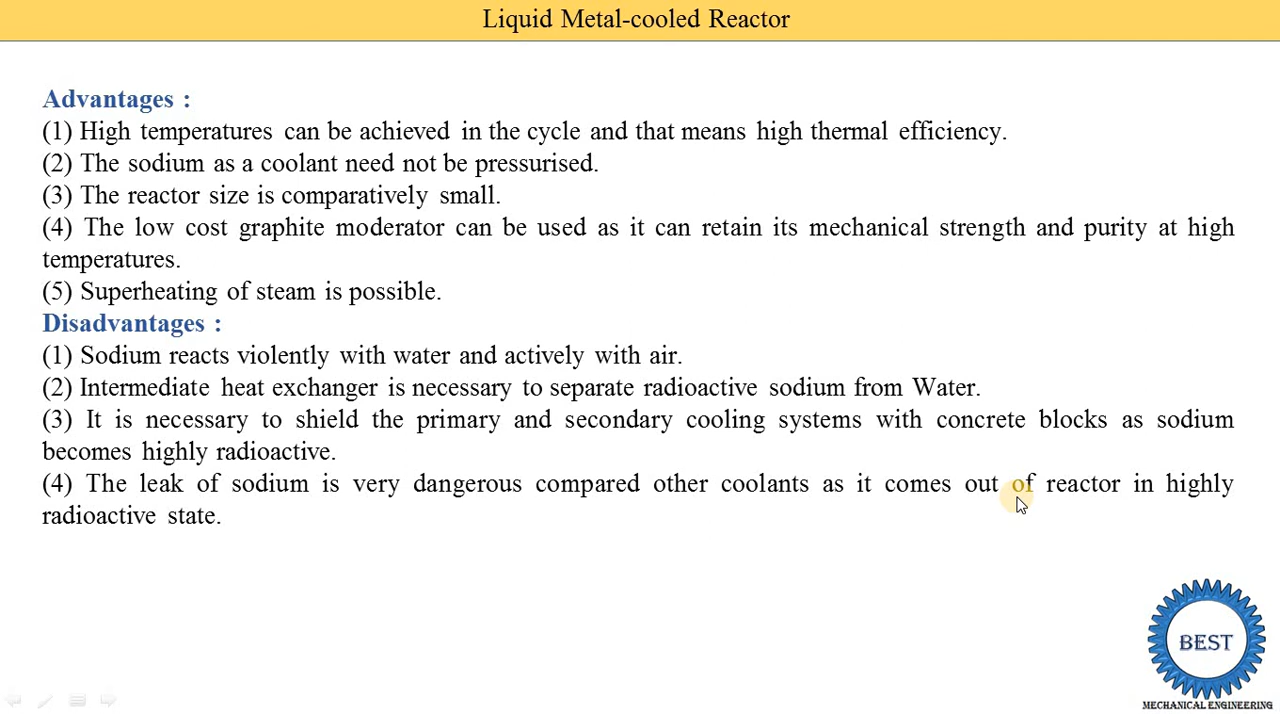 Liquid Metal-cooled Reactor
Advantages :
(1) High temperatures can be achieved in the cycle and that means high thermal efficiency.
(2) The sodium as a coolant need not be pressurised.
(3) The reactor size is comparatively small.
(4) The low cost graphite moderator can be used as it can retain its mechanical strength and purity at high
temperatures.
(5) Superheating of steam is possible.
Disadvantages :
(1) Sodium reacts violently with water and actively with air.
(2) Intermediate heat exchanger is necessary to separate radioactive sodium from Water.
(3) It is necessary to shield the primary and secondary cooling systems with concrete blocks as sodium
becomes highly radioactive.
(4) The leak of sodium is very dangerous compared other coolants as it comes out of reactor in highly
radioactive state.
BEST
MECHANICAL ENGINEERING